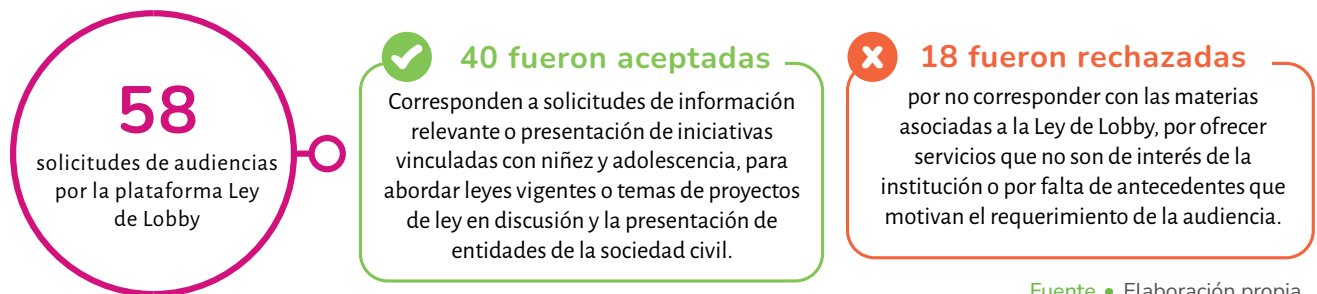 58
solicitudes de audiencias
por la plataforma Ley
de Lobby
40 fueron aceptadas
Corresponden a solicitudes de información
relevante o presentación de iniciativas
vinculadas con niñez y adolescencia, para
abordar leyes vigentes o temas de proyectos
de ley en discusión y la presentación de
entidades de la sociedad civil.
18 fueron rechazadas
por no corresponder con las materias
asociadas a la Ley de Lobby, por ofrecer
servicios que no son de interés de la
institución o por falta de antecedentes que
motivan el requerimiento de la audiencia.
Fuente • Elaboración propia